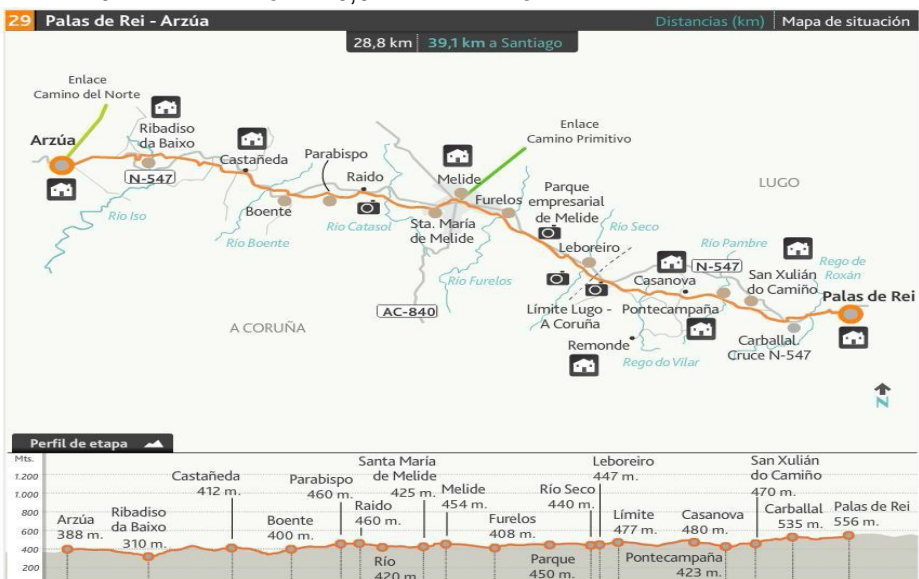 29 Palas de Rei - Arzúa
Distancias (km) Mapa de situación
28,8 km 39,1 km a Santiago
Enlace
Camino del Norte
Arzúa
Ribadiso
da Baixo
N-547
Río Iso
Castañeda
Boente
Río Boente
Parabispo
Raido
Río Catasol
Melide
Sta. María
de Melide
Enlace
Camino Primitivo
Furelos
Río Furelos
AC-840
A CORUÑA
Parque
empresarial
de Melide
Río Seco
Leboreiro
Límite Lugo -
A Coruña
Remonde
Casanova
Pontecampaña
Rego do Vilar
N-547
Río Pambre
LUGO
San Xulián
do Camiño
Rego de
Roxán
Palas de Rei
Carballal.
Cruce N-547
N
Perfil de etapa
Mts.
1.200
1.000
800
600
400
200
Arzúa
388 m.
Ribadiso
da Baixo
310 m.
Castañeda
412 m.
Boente
400 m.
Parabispo
460 m.
Raido
460 m.
Río
420 m.
Santa María
de Melide
425 m.
Melide
454 m.
Furelos
408 m.
Parque
450 m.
Río Seco
440 m.
Leboreiro
447 m.
Límite
477 m.
Casanova
480 m.
Pontecampaña
423 m.
San Xulián
do Camiño
470 m.
Carballal
535 m.
Palas de Rei
556 m.